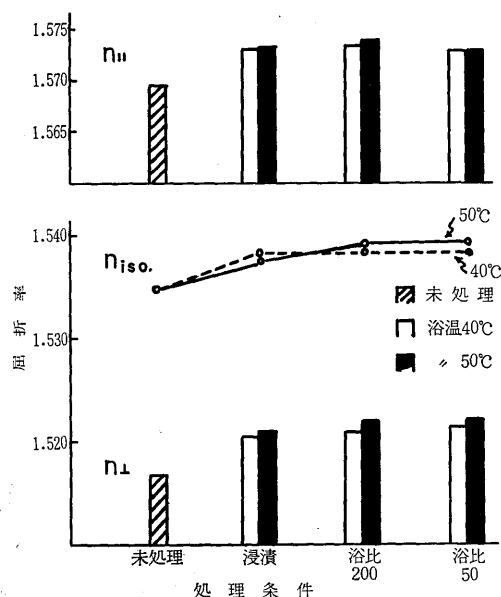 1.575
n||
1.570
1.565
1.540
50℃
niso.
40℃
未処理
屈折率
1.530
浴温40℃
〃 50℃
1.520
n⊥
未処理 浸漬 浴比 浴比
200 50
処理条件